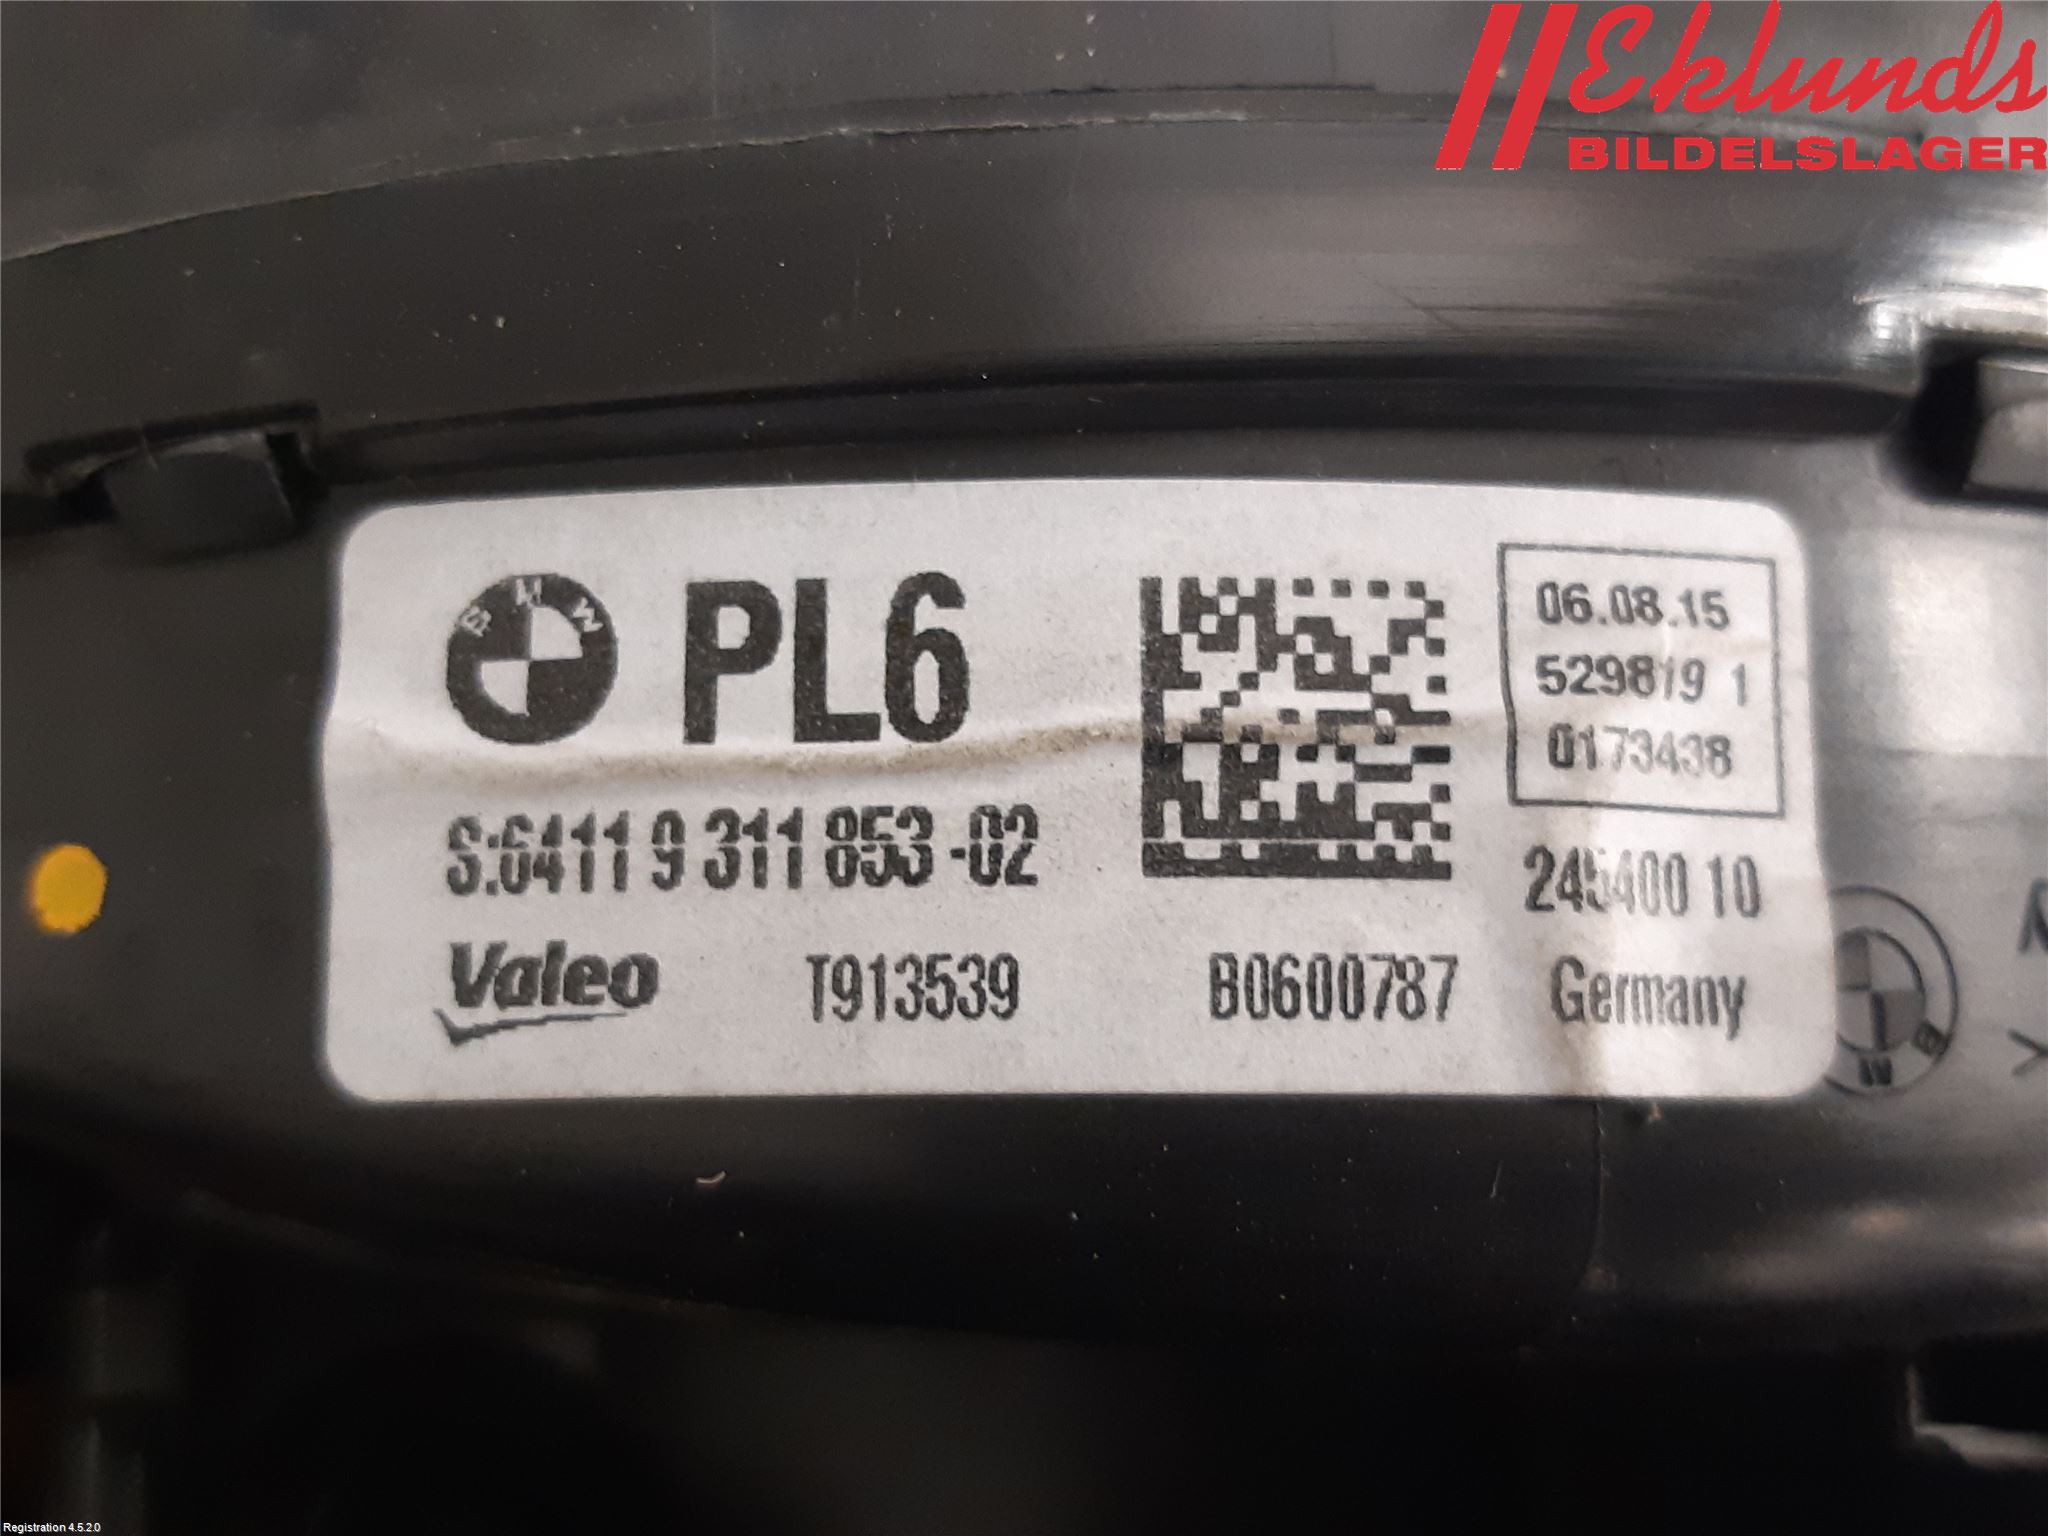 Eklunds
BILDELSLAGER
BMW PL6
S:6411 9 311 853 -02
Valeo T913539 B0600787 Germany
06.08.15
529819 1
0173438
245400 10
Registration 4.5.2.0